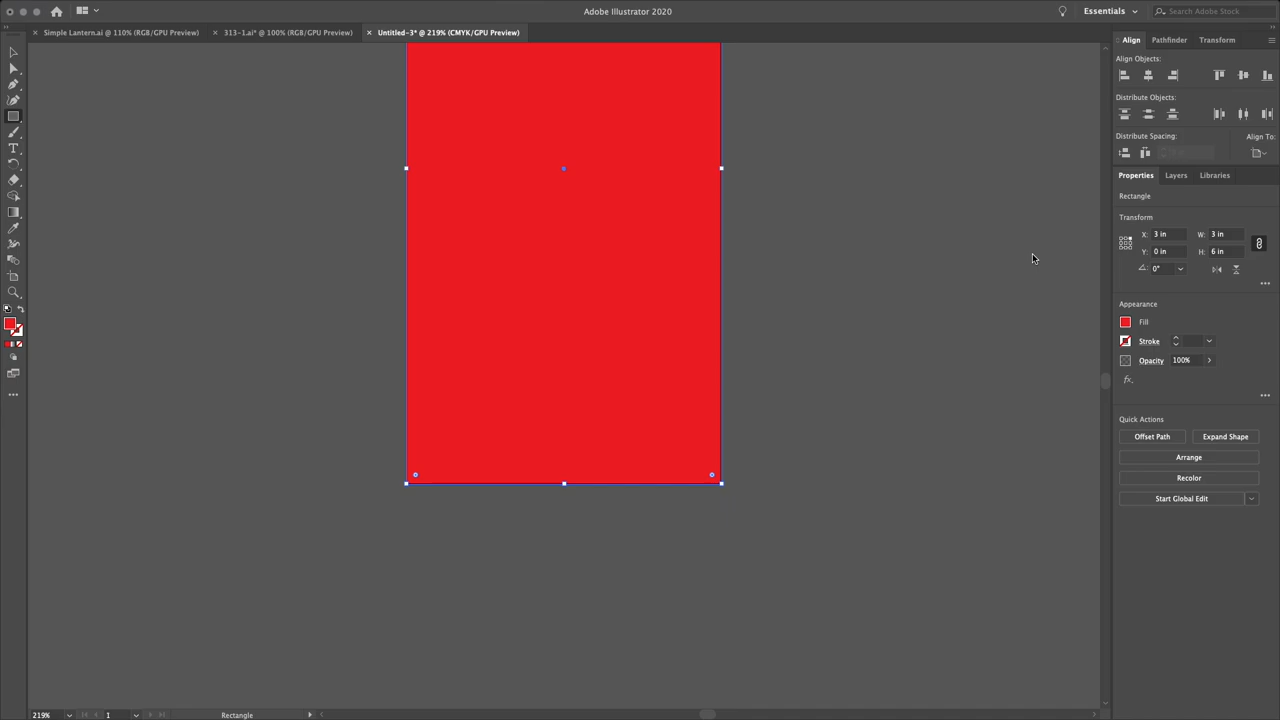 Adobe Illustrator 2020
Essentials
Search Adobe Stock
Simple Lantern.ai @ 110% (RGB/GPU Preview)
313-1.ai* @ 100% (RGB/GPU Preview)
Untitled-3* @ 219% (CMYK/GPU Preview)
Align
Pathfinder
Transform
Align Objects:
Distribute Objects:
Distribute Spacing:
Align To:
Properties
Layers
Libraries
Rectangle
Transform
X: 3 in W: 3 in
Y: 0 in H: 6 in
0°
Appearance
Fill
Stroke
Opacity 100%
fx.
Quick Actions
Offset Path
Expand Shape
Arrange
Recolor
Start Global Edit
219%
1
Rectangle